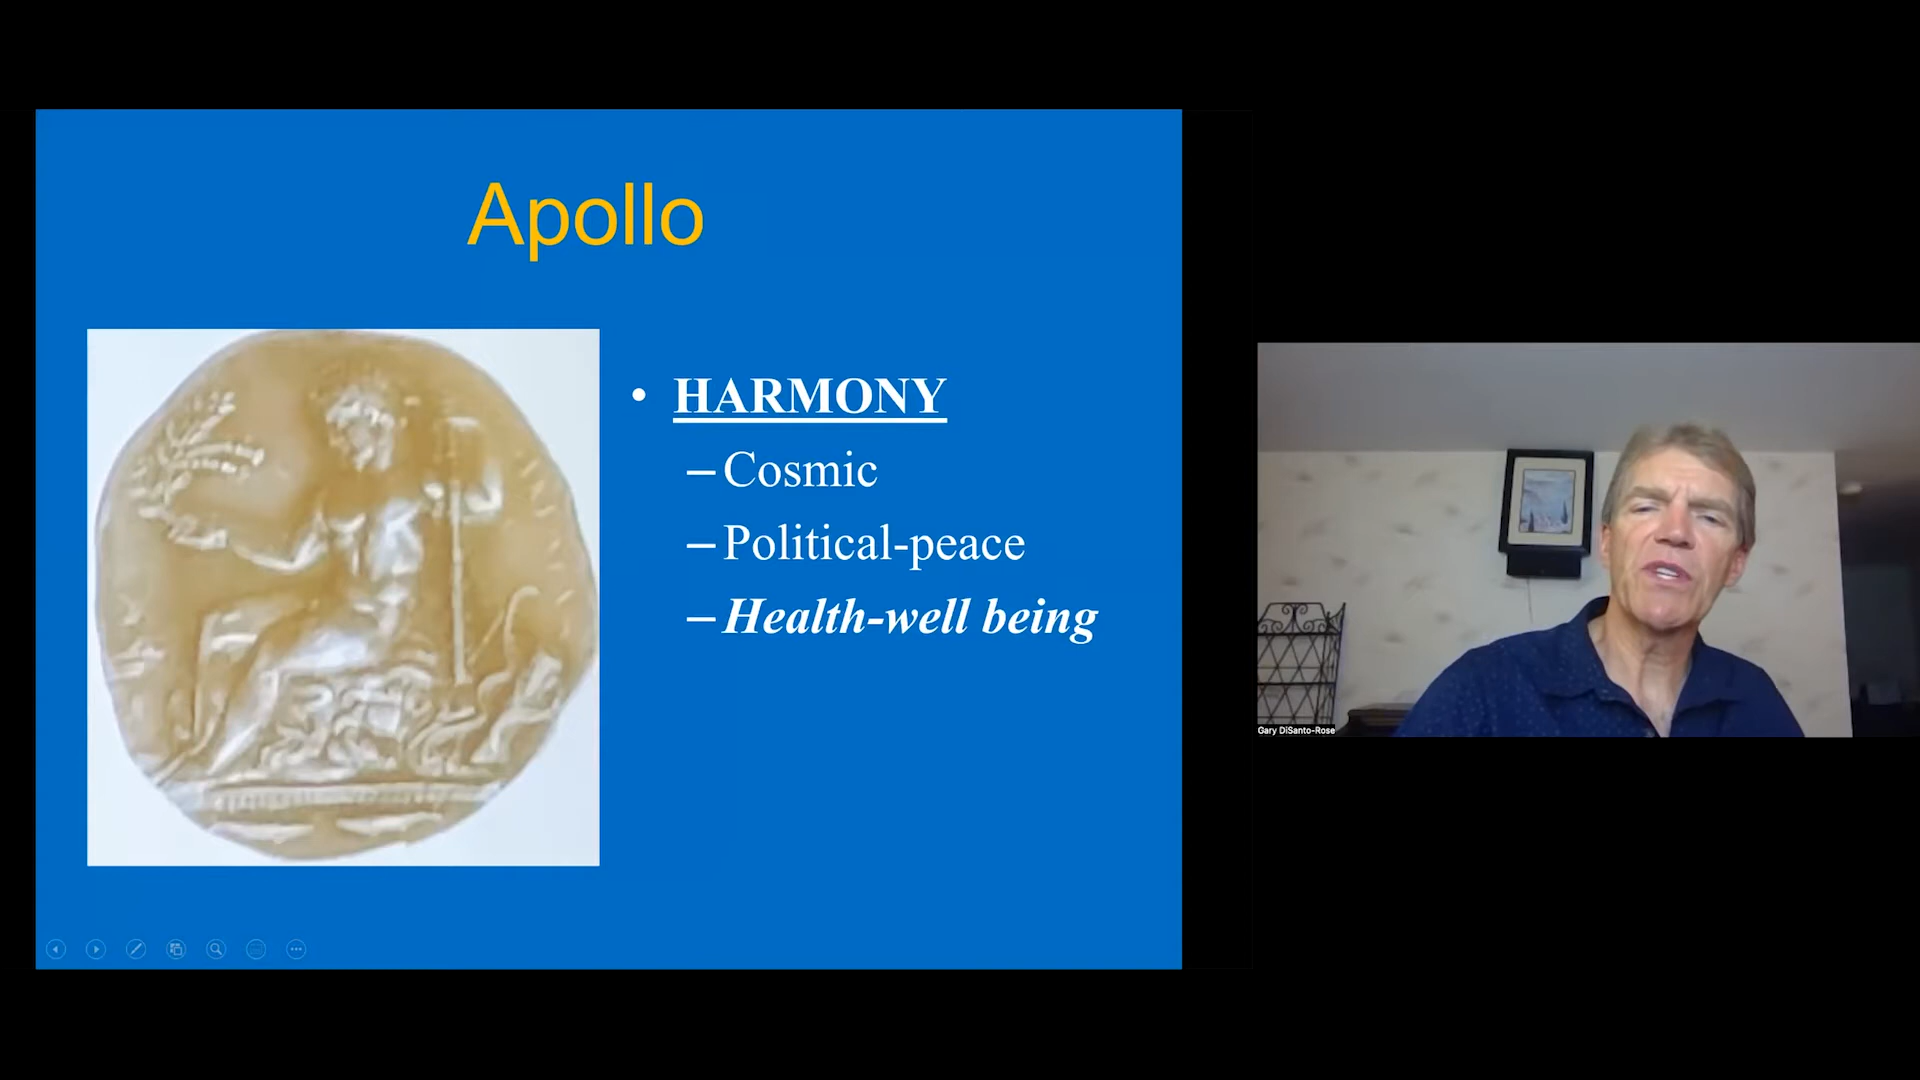 Apollo
• HARMONY
– Cosmic
– Political-peace
– Health-well being
Gary DiSanto-Rose